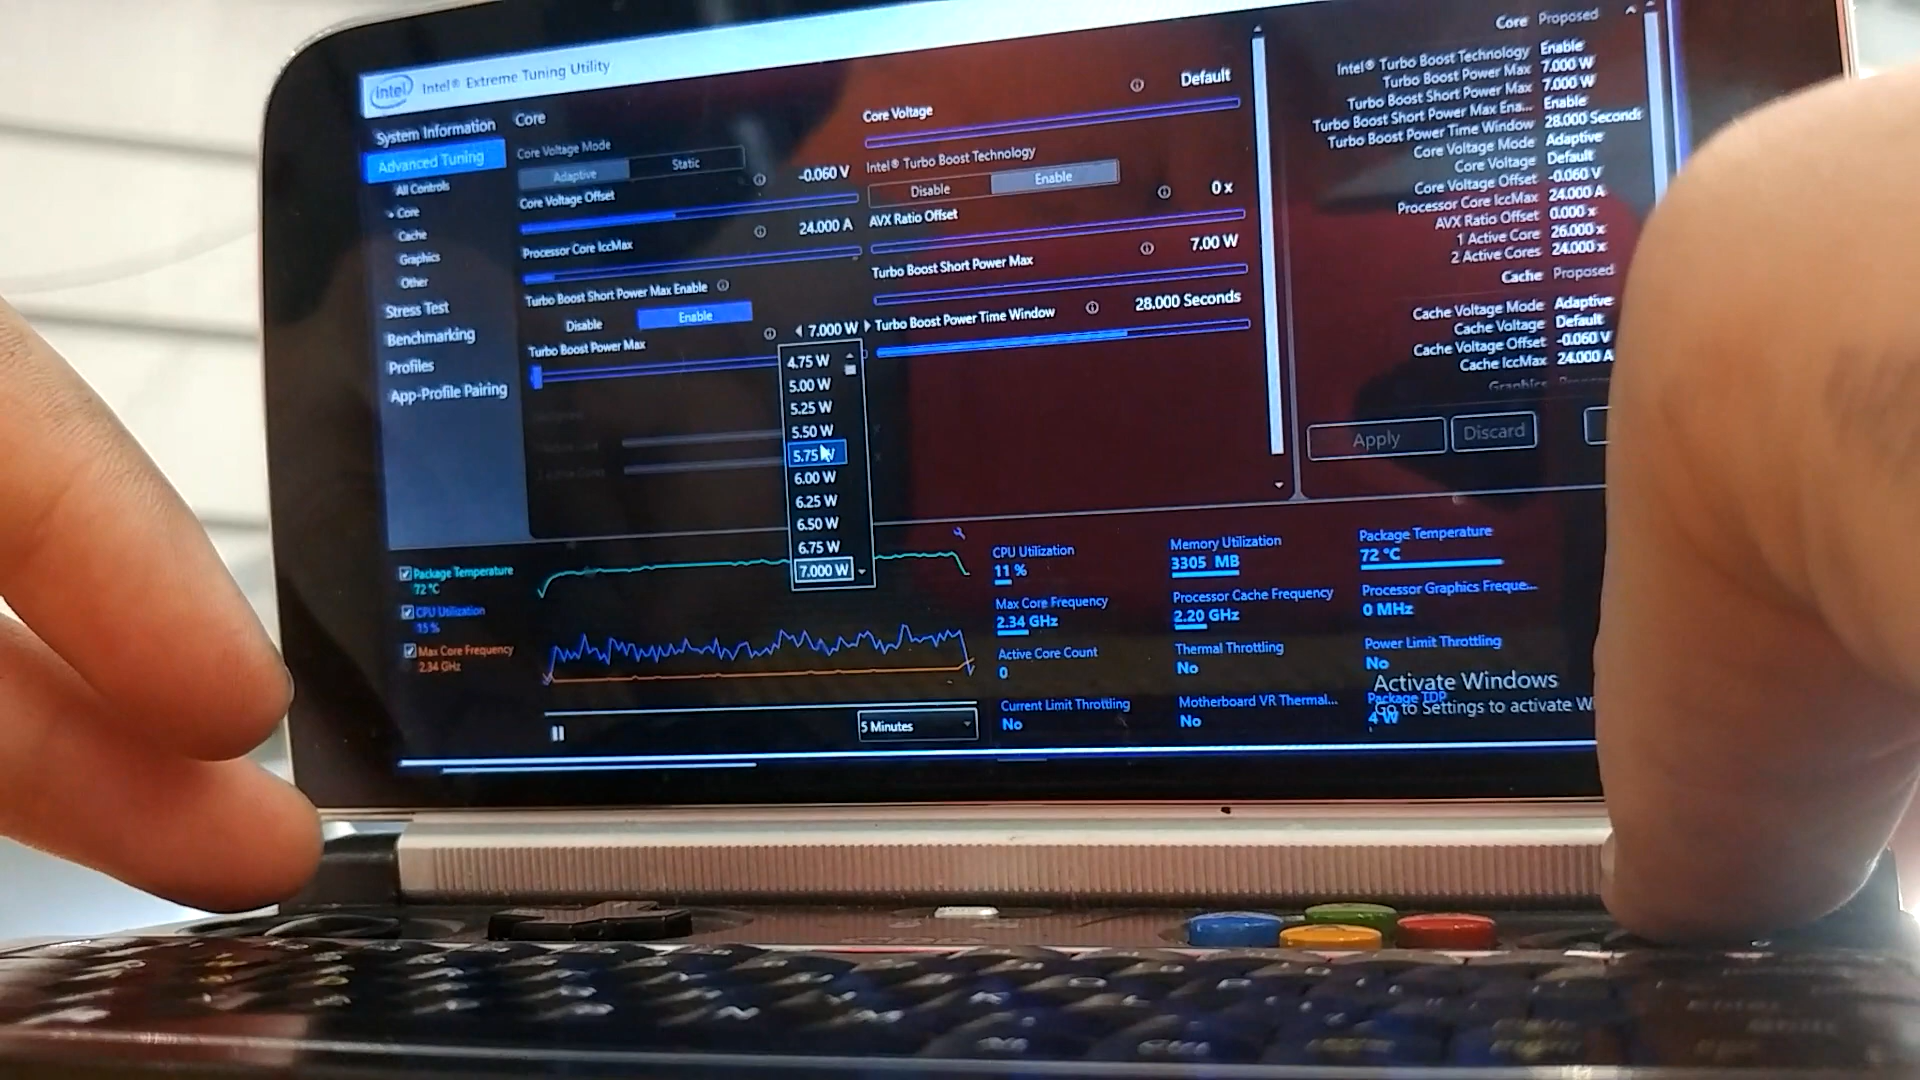 intel
Intel® Extreme Tuning Utility
System Information
Advanced Tuning
All Controls
Core
Cache
Graphics
Other
Stress Test
Benchmarking
Profiles
App-Profile Pairing
Core
Core Voltage Mode
Adaptive
Static
Core Voltage Offset
-0.060 V
Processor Core IccMax
24.000 A
Turbo Boost Short Power Max Enable
Disable
Enable
Turbo Boost Power Max
7.000 W
4.75 W
5.00 W
5.25 W
5.50 W
5.75 W
6.00 W
6.25 W
6.50 W
6.75 W
7.000 W
Core Voltage
Default
Intel® Turbo Boost Technology
Disable
Enable
AVX Ratio Offset
0 x
Turbo Boost Short Power Max
7.00 W
Turbo Boost Power Time Window
28.000 Seconds
Core Proposed
Intel® Turbo Boost Technology Enable
Turbo Boost Power Max 7.000 W
Turbo Boost Short Power Max 7.000 W
Turbo Boost Short Power Max Ena... Enable
Turbo Boost Power Time Window 28.000 Seconds
Core Voltage Mode Adaptive
Core Voltage Default
Core Voltage Offset -0.060 V
Processor Core IccMax 24.000 A
AVX Ratio Offset 0.000 x
1 Active Core 26.000 x
2 Active Cores 24.000 x
Cache Proposed
Cache Voltage Mode Adaptive
Cache Voltage Default
Cache Voltage Offset -0.060 V
Cache IccMax 24.000 A
Graphics
Apply
Discard
Package Temperature
72 °C
CPU Utilization
15 %
Max Core Frequency
2.34 GHz
5 Minutes
CPU Utilization
11 %
Max Core Frequency
2.34 GHz
Active Core Count
0
Current Limit Throttling
No
Memory Utilization
3305 MB
Processor Cache Frequency
2.20 GHz
Thermal Throttling
No
Motherboard VR Thermal...
No
Package Temperature
72 °C
Processor Graphics Freque...
0 MHz
Power Limit Throttling
No
Package TDP
4 W
Activate Windows
Go to Settings to activate